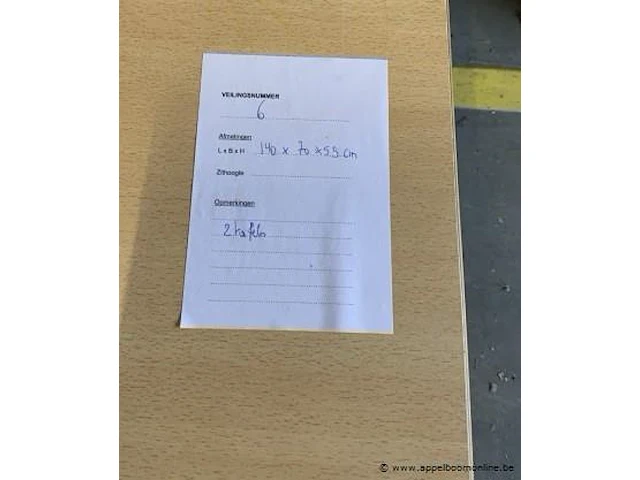 VEILINGSNUMMER
6
Afmetingen
L x B x H 140 x 70 x 55 cm
Zithoogte
Opmerkingen
2 tafels
© www.appelboomonline.be